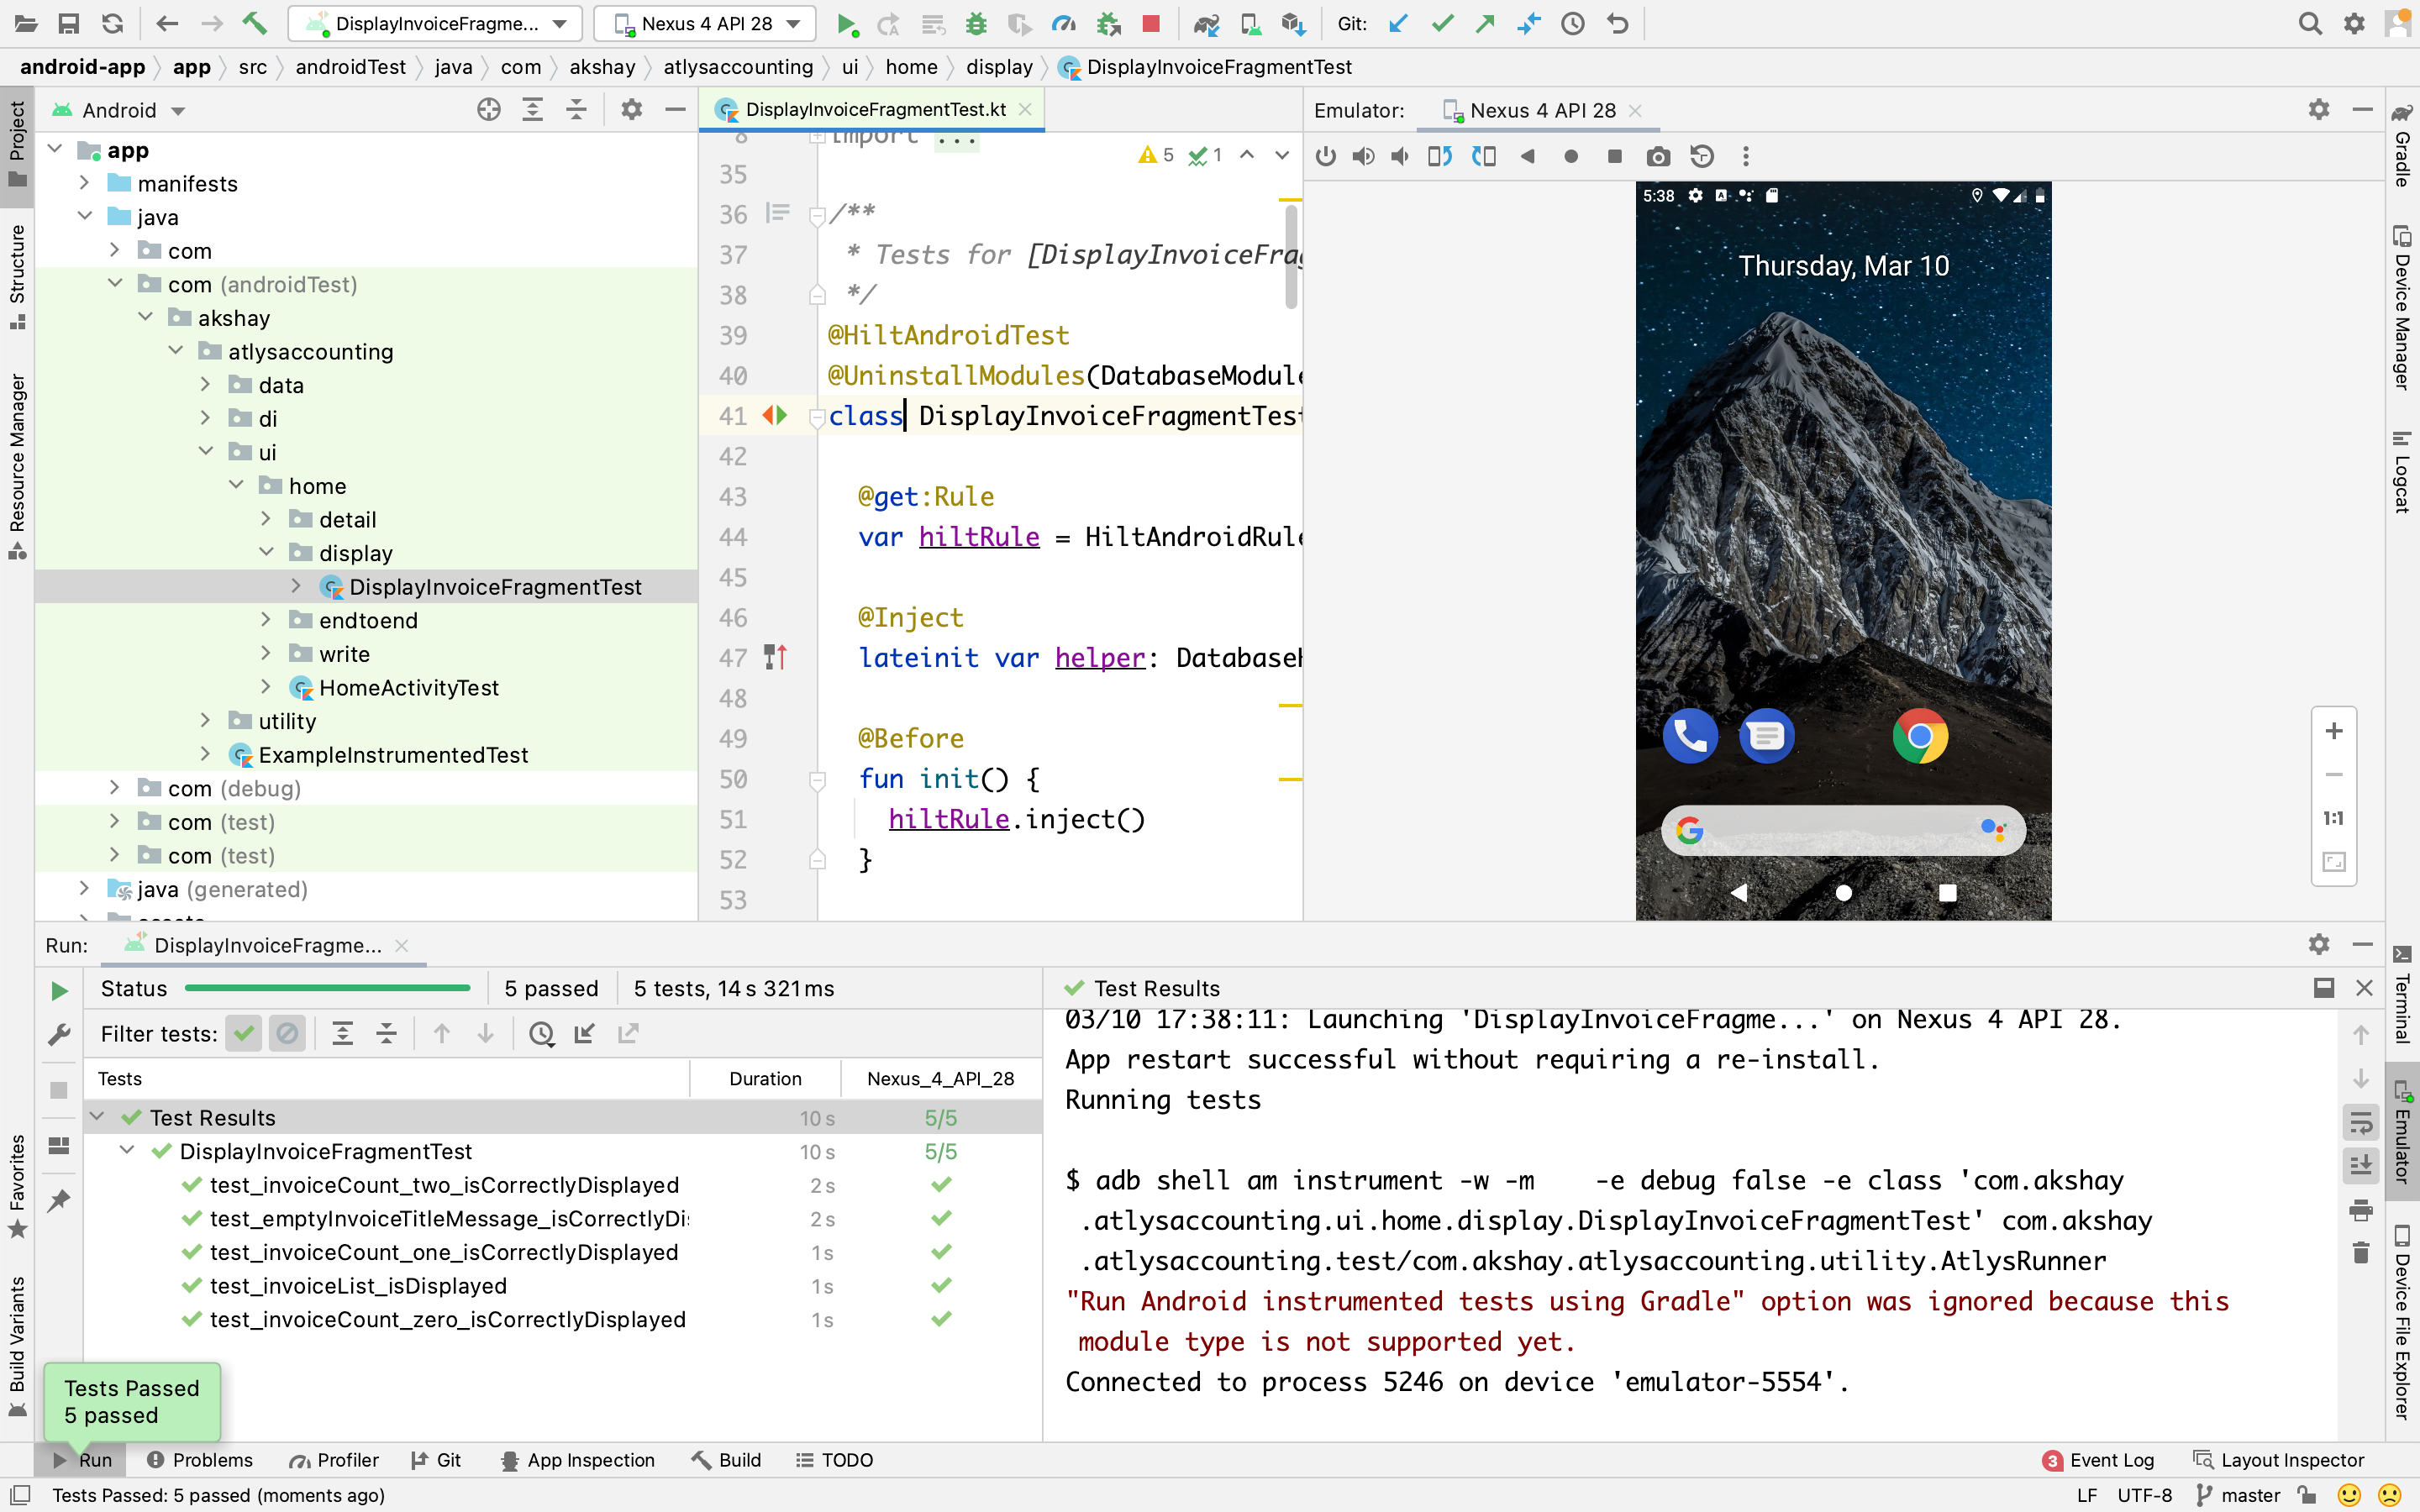 DisplayInvoiceFragme...
Nexus 4 API 28
Git:
android-app
app
src
androidTest
java
com
akshay
atlysaccounting
ui
home
display
DisplayInvoiceFragmentTest
Project
Structure
Resource Manager
Favorites
Build Variants
Android
app
manifests
java
com
com (androidTest)
akshay
atlysaccounting
data
di
ui
home
detail
display
DisplayInvoiceFragmentTest
endtoend
write
HomeActivityTest
utility
ExampleInstrumentedTest
com (debug)
com (test)
com (test)
java (generated)
assets
DisplayInvoiceFragmentTest.kt
5 1
8 import ...
35
36 /**
37 * Tests for [DisplayInvoiceFrag
38 */
39 @HiltAndroidTest
40 @UninstallModules(DatabaseModule
41 class DisplayInvoiceFragmentTest
42
43 @get:Rule
44 var hiltRule = HiltAndroidRule
45
46 @Inject
47 lateinit var helper: DatabaseH
48
49 @Before
50 fun init() {
51 hiltRule.inject()
52 }
53
Emulator:
Nexus 4 API 28
5:38
Thursday, Mar 10
1:1
Gradle
Device Manager
Logcat
Terminal
Emulator
Device File Explorer
Run:
DisplayInvoiceFragme...
Status
5 passed
5 tests, 14 s 321 ms
Filter tests:
Tests
Duration
Nexus_4_API_28
Test Results 10 s 5/5
DisplayInvoiceFragmentTest 10 s 5/5
test_invoiceCount_two_isCorrectlyDisplayed 2 s
test_emptyInvoiceTitleMessage_isCorrectlyDi 2 s
test_invoiceCount_one_isCorrectlyDisplayed 1 s
test_invoiceList_isDisplayed 1 s
test_invoiceCount_zero_isCorrectlyDisplayed 1 s
Test Results
03/10 17:38:11: Launching 'DisplayInvoiceFragme...' on Nexus 4 API 28.
App restart successful without requiring a re-install.
Running tests
$ adb shell am instrument -w -m    -e debug false -e class 'com.akshay
.atlysaccounting.ui.home.display.DisplayInvoiceFragmentTest' com.akshay
.atlysaccounting.test/com.akshay.atlysaccounting.utility.AtlysRunner
"Run Android instrumented tests using Gradle" option was ignored because this
module type is not supported yet.
Connected to process 5246 on device 'emulator-5554'.
Tests Passed
5 passed
Run
Problems
Profiler
Git
App Inspection
Build
TODO
3 Event Log
Layout Inspector
Tests Passed: 5 passed (moments ago)
LF
UTF-8
master